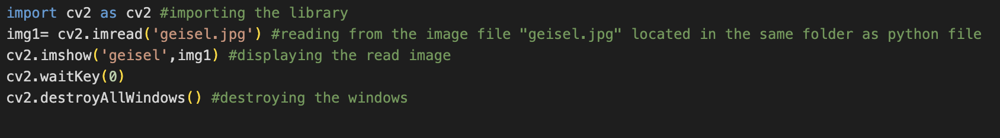 import cv2 as cv2 #importing the library
img1= cv2.imread('geisel.jpg') #reading from the image file "geisel.jpg" located in the same folder as python file
cv2.imshow('geisel',img1) #displaying the read image
cv2.waitKey(0)
cv2.destroyAllWindows() #destroying the windows